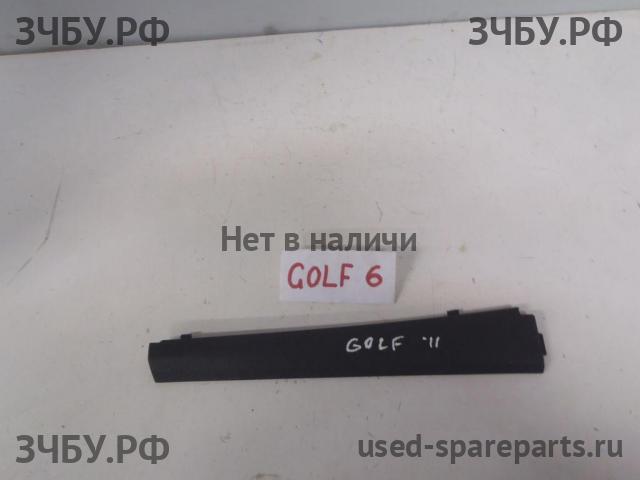 ЗЧБУ.РФ ЗЧБУ.РФ
Нет в наличи
GOLF 6
GOLF '11
ЗЧБУ.РФ used-spareparts.ru